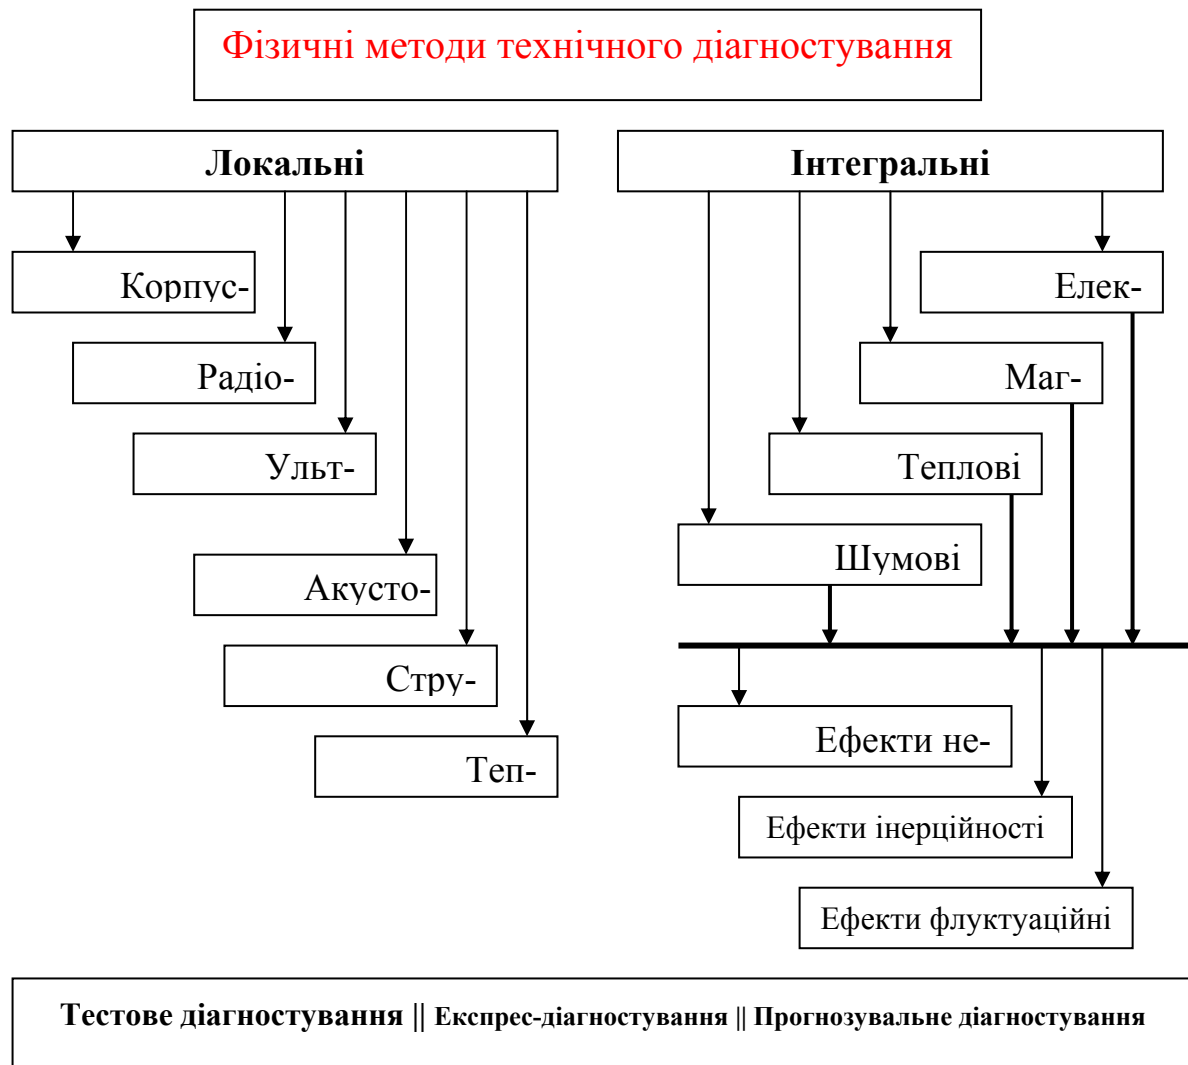 Фізичні методи технічного діагностування
Локальні
Інтегральні
Корпус-
Радіо-
Ульт-
Акусто-
Стру-
Теп-
Елек-
Маг-
Теплові
Шумові
Ефекти не-
Ефекти інерційності
Ефекти флуктуаційні
Тестове діагностування || Експрес-діагностування || Прогнозувальне діагностування